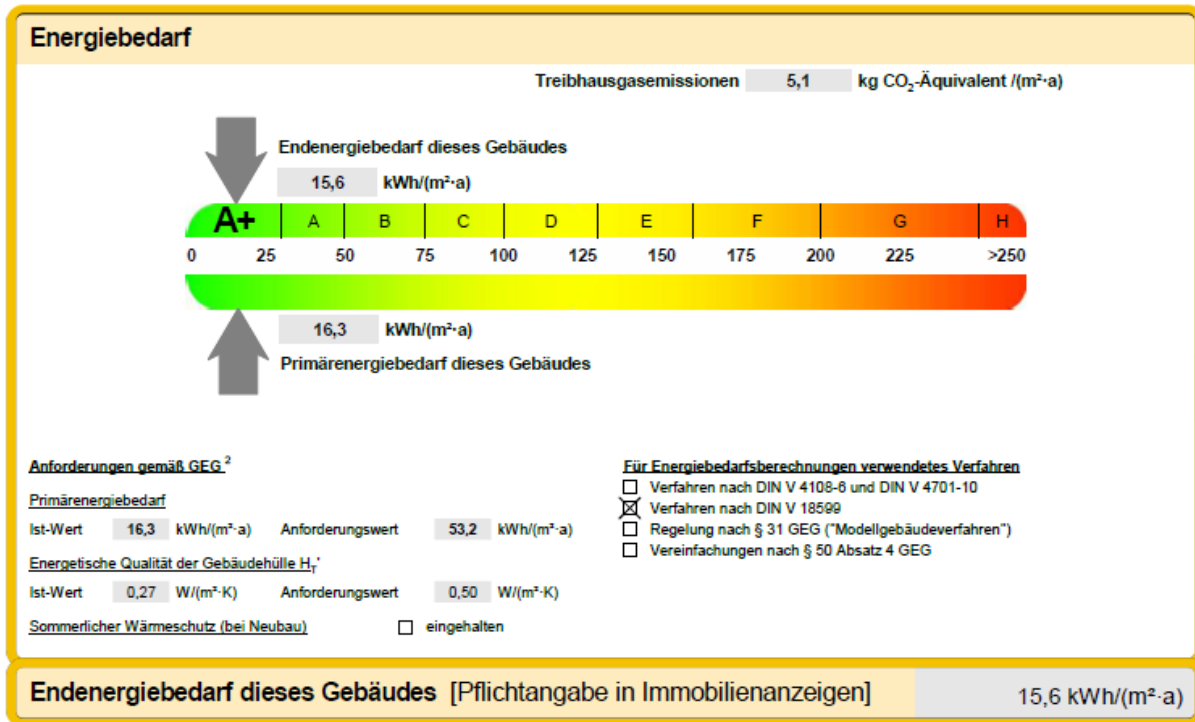 Energiebedarf
Treibhausgasemissionen 5,1 kg CO₂-Äquivalent /(m²·a)
Endenergiebedarf dieses Gebäudes
15,6 kWh/(m²·a)
A+ A B C D E F G H
0 25 50 75 100 125 150 175 200 225 >250
16,3 kWh/(m²·a)
Primärenergiebedarf dieses Gebäudes
Anforderungen gemäß GEG ²
Primärenergiebedarf
Ist-Wert 16,3 kWh/(m²·a) Anforderungswert 53,2 kWh/(m²·a)
Energetische Qualität der Gebäudehülle H_T'
Ist-Wert 0,27 W/(m²·K) Anforderungswert 0,50 W/(m²·K)
Sommerlicher Wärmeschutz (bei Neubau) ☐ eingehalten
Für Energiebedarfsberechnungen verwendetes Verfahren
☐ Verfahren nach DIN V 4108-6 und DIN V 4701-10
☒ Verfahren nach DIN V 18599
☐ Regelung nach § 31 GEG ("Modellgebäudeverfahren")
☐ Vereinfachungen nach § 50 Absatz 4 GEG
Endenergiebedarf dieses Gebäudes [Pflichtangabe in Immobilienanzeigen] 15,6 kWh/(m²·a)